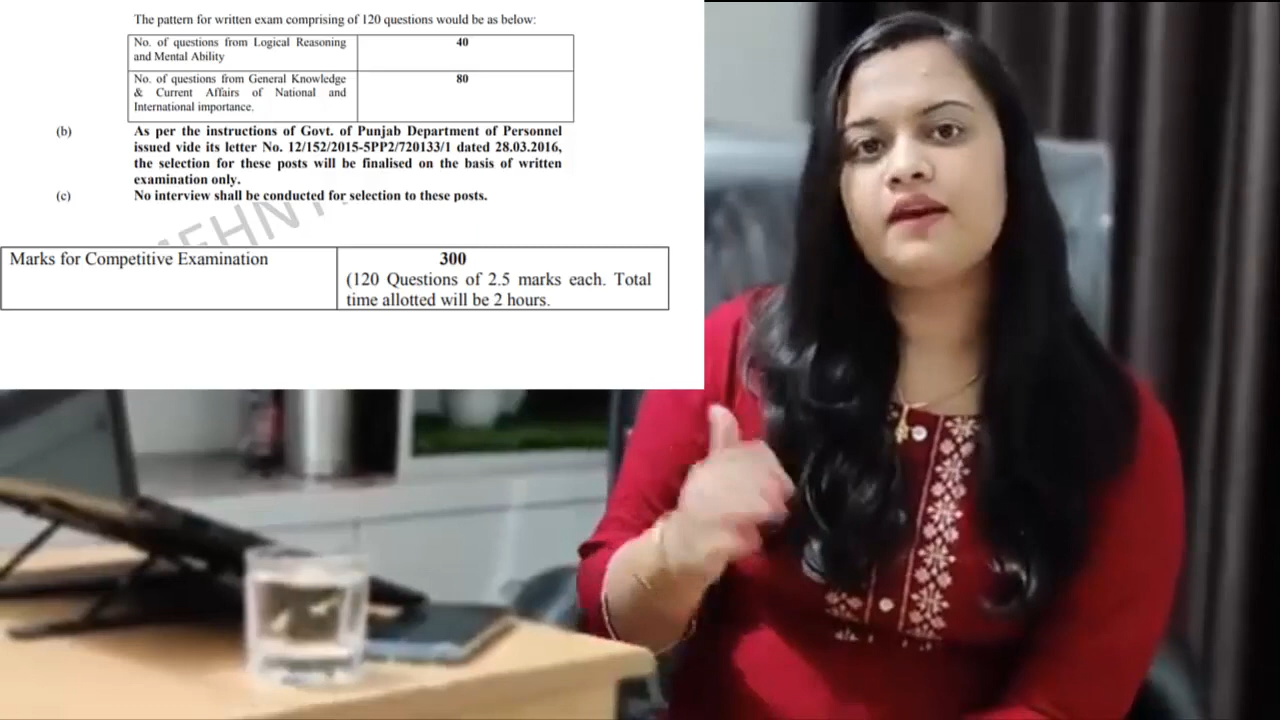 The pattern for written exam comprising of 120 questions would be as below:
No. of questions from Logical Reasoning
and Mental Ability
40
No. of questions from General Knowledge
& Current Affairs of National and
International importance.
80
(b)
As per the instructions of Govt. of Punjab Department of Personnel
issued vide its letter No. 12/152/2015-5PP2/720133/1 dated 28.03.2016,
the selection for these posts will be finalised on the basis of written
examination only.
(c)
No interview shall be conducted for selection to these posts.
Marks for Competitive Examination
300
(120 Questions of 2.5 marks each. Total
time allotted will be 2 hours.